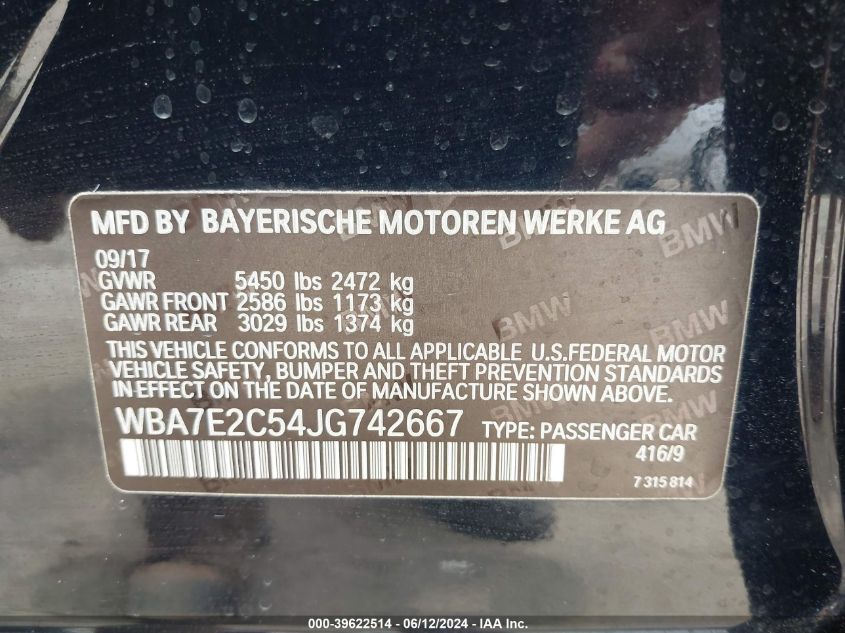 MFD BY BAYERISCHE MOTOREN WERKE AG
09/17
GVWR 5450 lbs 2472 kg
GAWR FRONT 2586 lbs 1173 kg
GAWR REAR 3029 lbs 1374 kg
THIS VEHICLE CONFORMS TO ALL APPLICABLE U.S.FEDERAL MOTOR
VEHICLE SAFETY, BUMPER AND THEFT PREVENTION STANDARDS
IN EFFECT ON THE DATE OF MANUFACTURE SHOWN ABOVE.
WBA7E2C54JG742667 TYPE: PASSENGER CAR
416/9
7 315 814
000-39622514 - 06/12/2024 - IAA Inc.